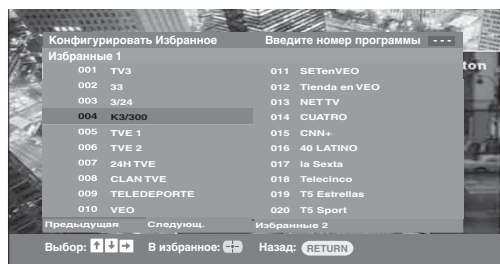 Конфигурировать Избранное Введите номер программы ---
Избранные 1
ton
001 TV3 011 SETenVEO
002 33 012 Tienda en VEO
003 3/24 013 NET TV
004 K3/300 014 CUATRO
005 TVE 1 015 CNN+
006 TVE 2 016 40 LATINO
007 24H TVE 017 la Sexta
008 CLAN TVE 018 Telecinco
009 TELEDEPORTE 019 T5 Estrellas
010 VEO 020 T5 Sport
Предыдущая Следующ. Избранные 2
Выбор: В избранное: Назад: RETURN